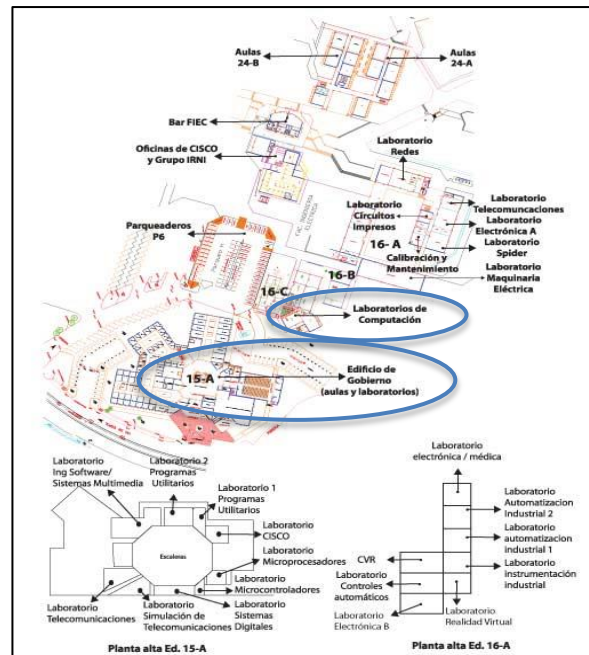 Aulas
24-B
Aulas
24-A
Bar FIEC
Oficinas de CISCO
y Grupo IRNI
Laboratorio
Redes
Laboratorio
Circuitos
impresos
Laboratorio
Telecomuncaciones
Laboratorio
Electrónica A
Laboratorio
Spider
Parqueaderos
P6
FAC. INGENIERIA
ELECTRICA
16- A
Calibración y
Mantenimiento
Laboratorio
Maquinaria
Eléctrica
16-B
16-C
Laboratorios de
Computación
15-A
Edificio de
Gobierno
(aulas y laboratorios)
Laboratorio
Ing Software/
Sistemas Multimedia
Laboratorio 2
Programas
Utilitarios
Laboratorio 1
Programas
Utilitarios
Laboratorio
CISCO
Escaleras
Laboratorio
Microprocesadores
Laboratorio
Microcontroladores
Laboratorio
Telecomunicaciones
Laboratorio
Simulación de
Telecomunicaciones
Laboratorio
Sistemas
Digitales
Planta alta Ed. 15-A
Laboratorio
electrónica / médica
Laboratorio
Automatizacion
Industrial 2
Laboratorio
automatizacion
industrial 1
CVR
Laboratorio
instrumentación
industrial
Laboratorio
Controles
automáticos
Laboratorio
Electrónica B
Laboratorio
Realidad Virtual
Planta alta Ed. 16-A